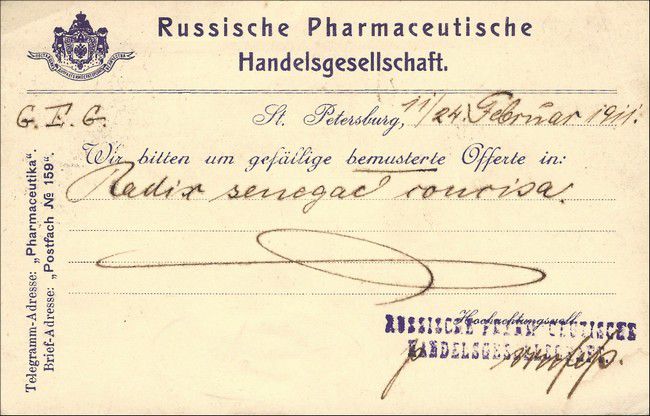 Russische Pharmaceutische
Handelsgesellschaft.
G. E. G.
St. Petersburg, 11/24. Februar 1911.
Wir bitten um gefällige bemusterte Offerte in:
Radix senegae concisa.
Telegramm-Adresse: „Pharmaceutika“.
Brief-Adresse: „Postfach № 159“.
Hochachtungsvoll
RUSSISCHE PHARMACEUTISCHE
HANDELSGESELLSCHAFT.